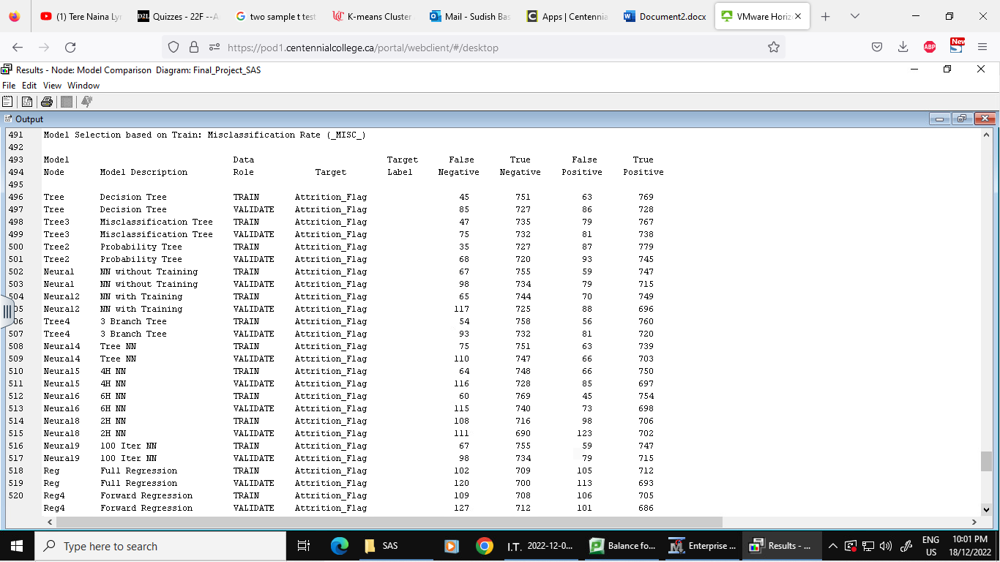 (1) Tere Naina Lyr
D2L Quizzes - 22F --A
two sample t test
K-means Cluster
Mail - Sudish Bas
Apps | Centennia
Document2.docx
VMware Horiz
https://pod1.centennialcollege.ca/portal/webclient/#/desktop
ABP New
Results - Node: Model Comparison Diagram: Final_Project_SAS
File Edit View Window
Output
491 Model Selection based on Train: Misclassification Rate (_MISC_)
492
493 Model Data Target False True False True
494 Node Model Description Role Target Label Negative Negative Positive Positive
495
496 Tree Decision Tree TRAIN Attrition_Flag 45 751 63 769
497 Tree Decision Tree VALIDATE Attrition_Flag 85 727 86 728
498 Tree3 Misclassification Tree TRAIN Attrition_Flag 47 735 79 767
499 Tree3 Misclassification Tree VALIDATE Attrition_Flag 75 732 81 738
500 Tree2 Probability Tree TRAIN Attrition_Flag 35 727 87 779
501 Tree2 Probability Tree VALIDATE Attrition_Flag 68 720 93 745
502 Neural NN without Training TRAIN Attrition_Flag 67 755 59 747
503 Neural NN without Training VALIDATE Attrition_Flag 98 734 79 715
504 Neural2 NN with Training TRAIN Attrition_Flag 65 744 70 749
05 Neural2 NN with Training VALIDATE Attrition_Flag 117 725 88 696
06 Tree4 3 Branch Tree TRAIN Attrition_Flag 54 758 56 760
507 Tree4 3 Branch Tree VALIDATE Attrition_Flag 93 732 81 720
508 Neural4 Tree NN TRAIN Attrition_Flag 75 751 63 739
509 Neural4 Tree NN VALIDATE Attrition_Flag 110 747 66 703
510 Neural5 4H NN TRAIN Attrition_Flag 64 748 66 750
511 Neural5 4H NN VALIDATE Attrition_Flag 116 728 85 697
512 Neural6 6H NN TRAIN Attrition_Flag 60 769 45 754
513 Neural6 6H NN VALIDATE Attrition_Flag 115 740 73 698
514 Neural8 2H NN TRAIN Attrition_Flag 108 716 98 706
515 Neural8 2H NN VALIDATE Attrition_Flag 111 690 123 702
516 Neural9 100 Iter NN TRAIN Attrition_Flag 67 755 59 747
517 Neural9 100 Iter NN VALIDATE Attrition_Flag 98 734 79 715
518 Reg Full Regression TRAIN Attrition_Flag 102 709 105 712
519 Reg Full Regression VALIDATE Attrition_Flag 120 700 113 693
520 Reg4 Forward Regression TRAIN Attrition_Flag 109 708 106 705
Reg4 Forward Regression VALIDATE Attrition_Flag 127 712 101 686
Type here to search
SAS
I.T. 2022-12-0...
Balance fo...
Enterprise ...
Results - ...
ENG
US
10:01 PM
18/12/2022